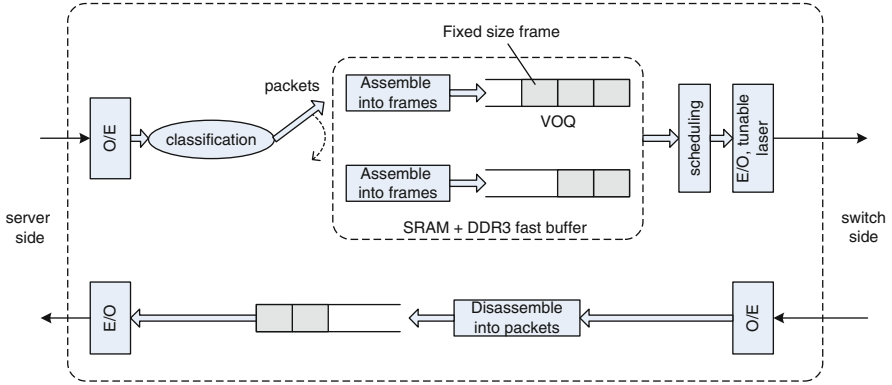 Fixed size frame
packets
Assemble
into frames
O/E
classification
VOQ
scheduling
E/O, tunable
laser
Assemble
into frames
SRAM + DDR3 fast buffer
server
side
switch
side
E/O
Disassemble
into packets
O/E